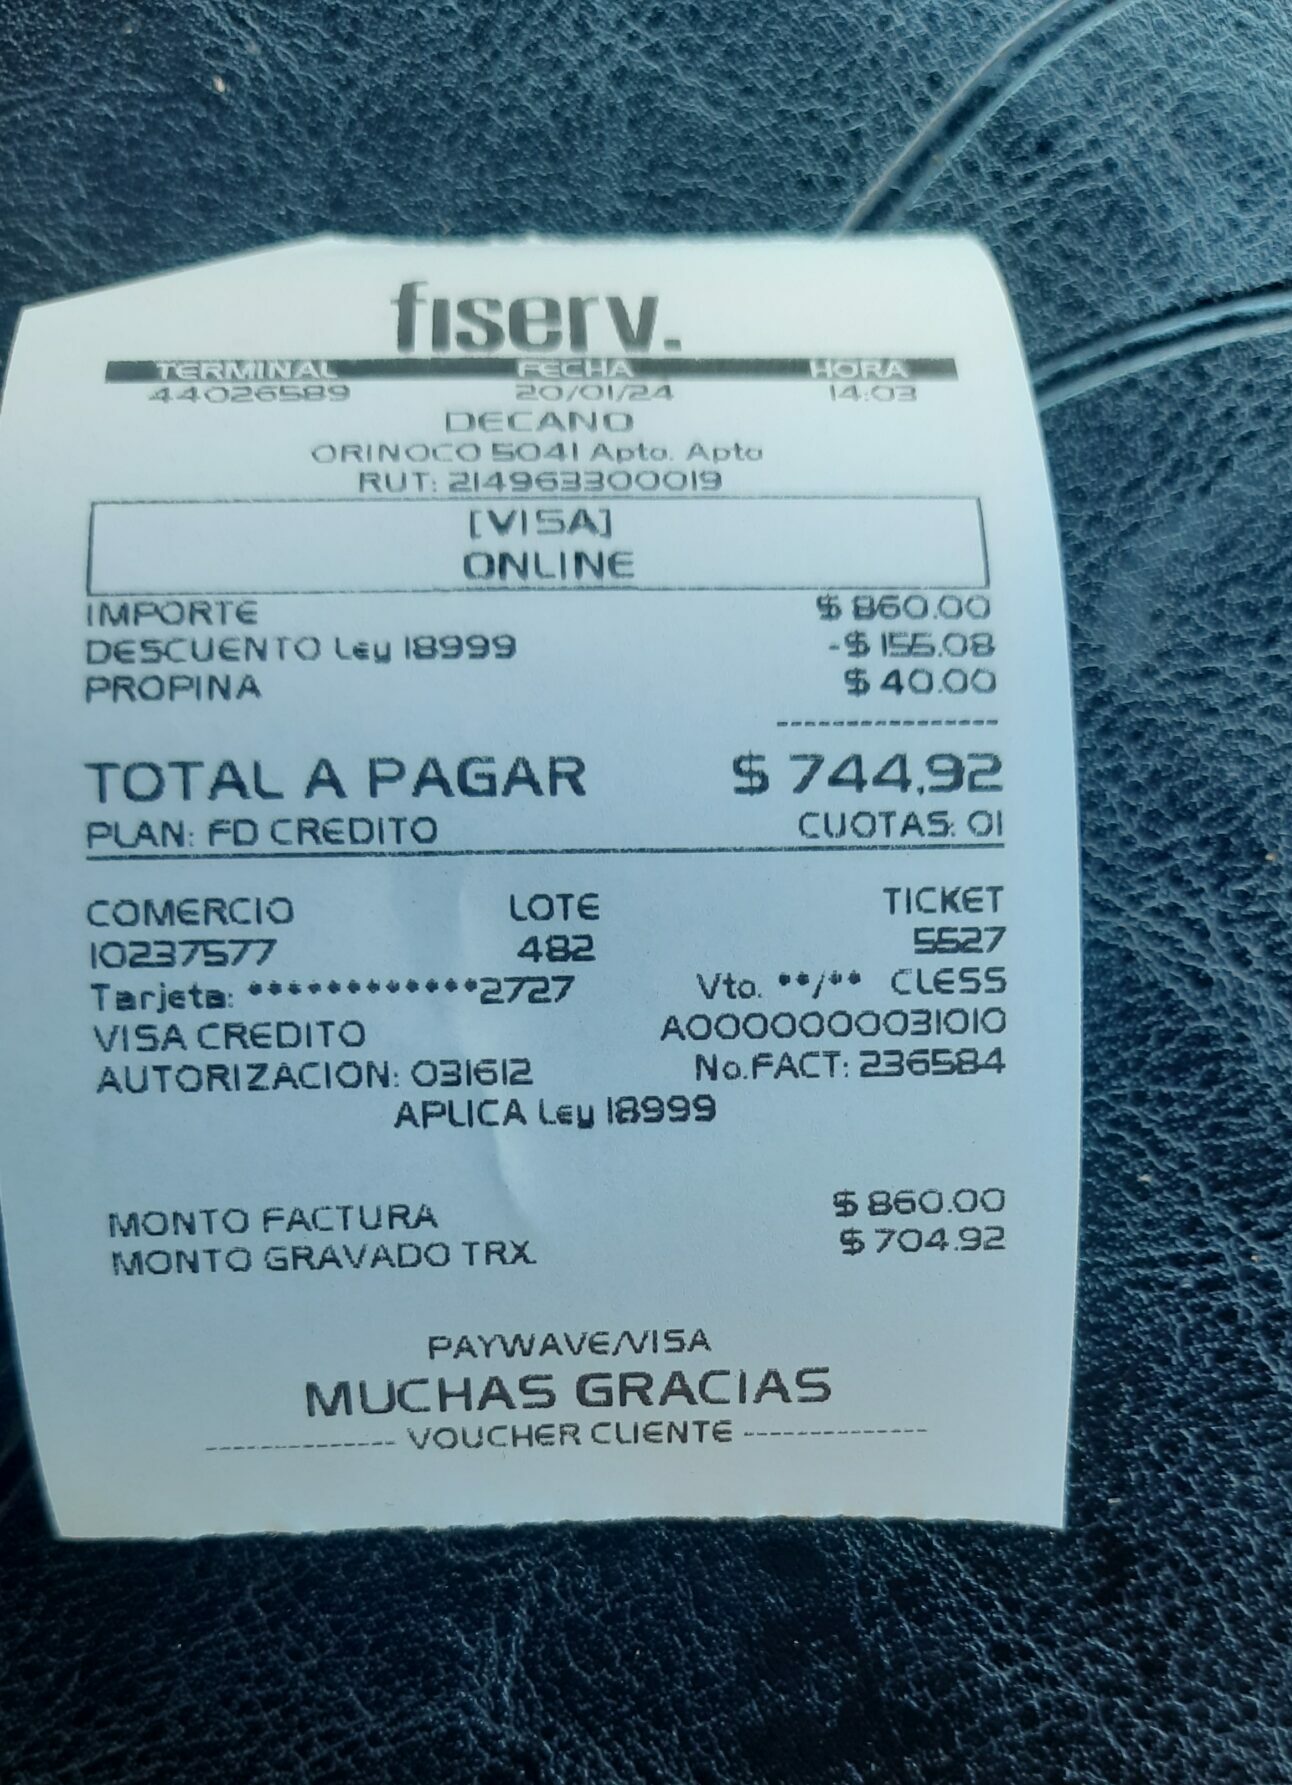 fiserv.
TERMINAL FECHA HORA
44026589 20/01/24 14:03
DECANO
ORINOCO 5041 Apto. Apto
RUT: 214963300019
[VISA]
ONLINE
IMPORTE $ 860.00
DESCUENTO Ley 18999 -$ 155.08
PROPINA $ 40.00
----------------
TOTAL A PAGAR $ 744,92
PLAN: FD CREDITO CUOTAS: 01
COMERCIO LOTE TICKET
10237577 482 5527
Tarjeta: ************2727 Vto. **/** CLESS
VISA CREDITO A0000000031010
AUTORIZACION: 031612 No.FACT: 236584
APLICA Ley 18999
MONTO FACTURA $ 860.00
MONTO GRAVADO TRX. $ 704.92
PAYWAVE/VISA
MUCHAS GRACIAS
-------------- VOUCHER CLIENTE --------------